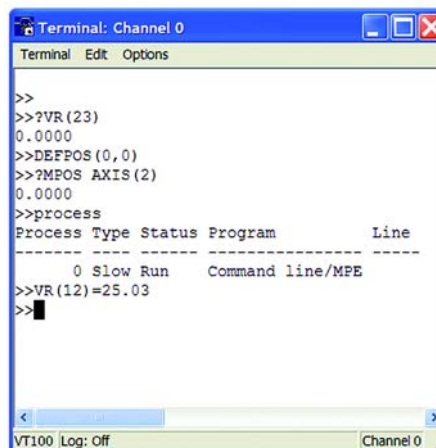 Terminal: Channel 0
Terminal Edit Options
>>
>>?VR(23)
0.0000
>>DEFPOS(0,0)
>>?MPOS AXIS(2)
0.0000
>>process
Process Type Status Program Line
------- ---- ------ ---------------- -----
0 Slow Run Command line/MPE
>>VR(12)=25.03
>>
VT100 Log: Off Channel 0